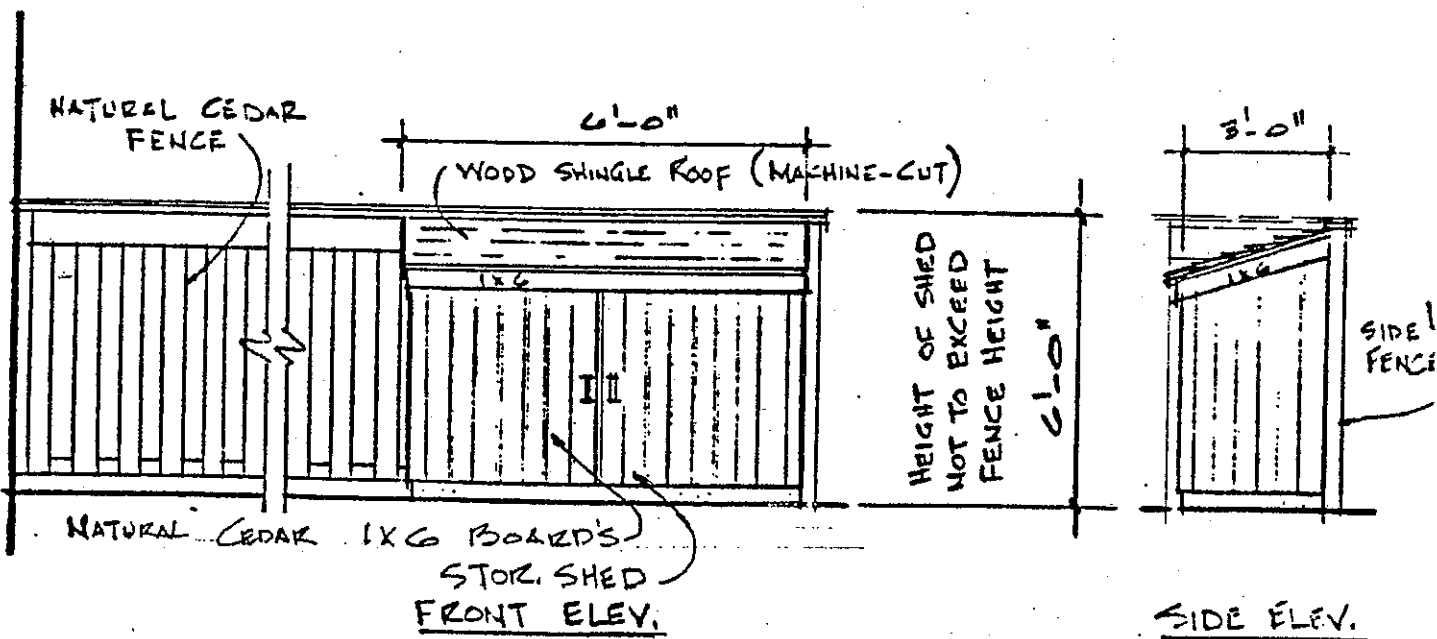 NATURAL CEDAR
FENCE
6'-0"
WOOD SHINGLE ROOF (MACHINE-CUT)
1x6
HEIGHT OF SHED
NOT TO EXCEED
FENCE HEIGHT
6'-0"
NATURAL CEDAR 1X6 BOARD'S
STOR. SHED
FRONT ELEV.
3'-0"
1x6
SIDE
SIDE ELEV.